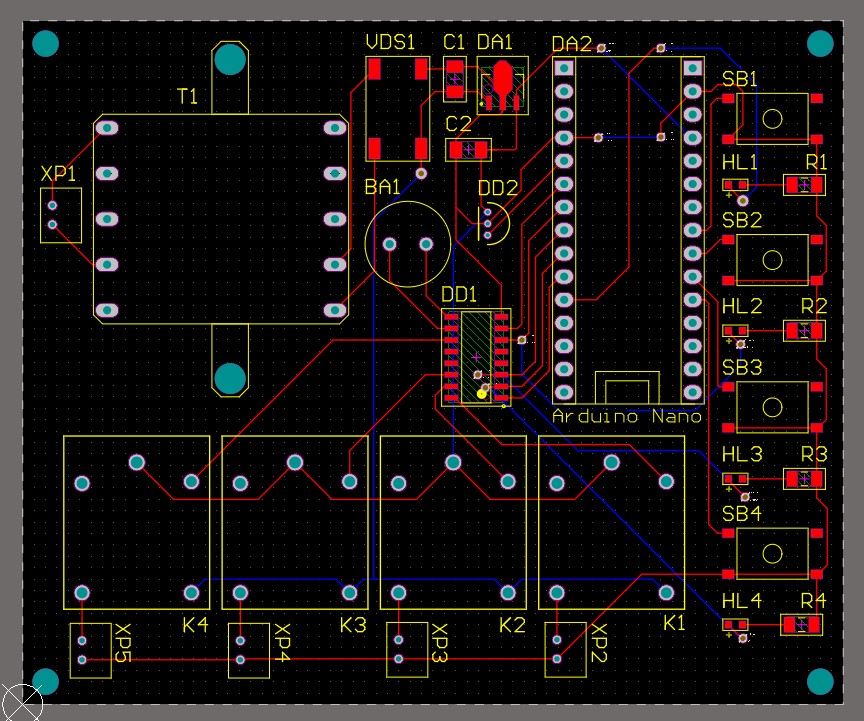 VDS1 C1 DA1 DA2
SB1
T1
C2
XP1
HL1 R1
BA1 DD2
SB2
DD1
HL2 R2
SB3
Arduino Nano
HL3 R3
SB4
HL4 R4
K4 K3 K2 K1
XP5 XP4 XP3 XP2